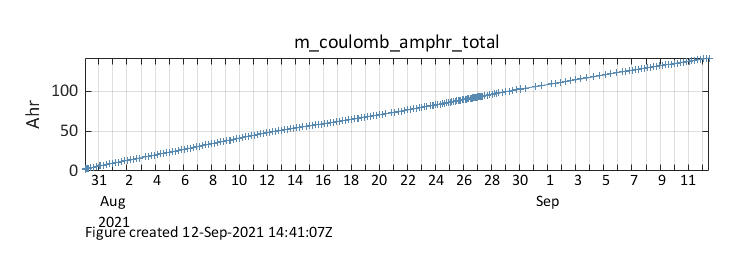 m_coulomb_amphr_total
Ahr
100
50
0
31 2 4 6 8 10 12 14 16 18 20 22 24 26 28 30 1 3 5 7 9 11
Aug Sep
2021
Figure created 12-Sep-2021 14:41:07Z